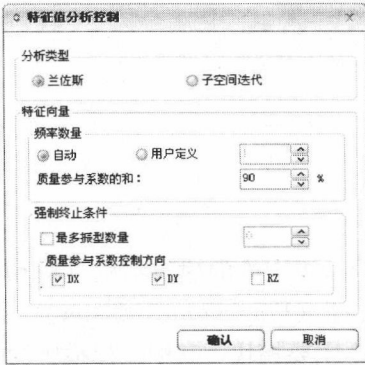 特征值分析控制
分析类型
兰佐斯 子空间迭代
特征向量
频率数量
自动 用户定义 1
质量参与系数的和: 90 %
强制终止条件
最多振型数量
质量参与系数控制方向
DX DY RZ
确认 取消